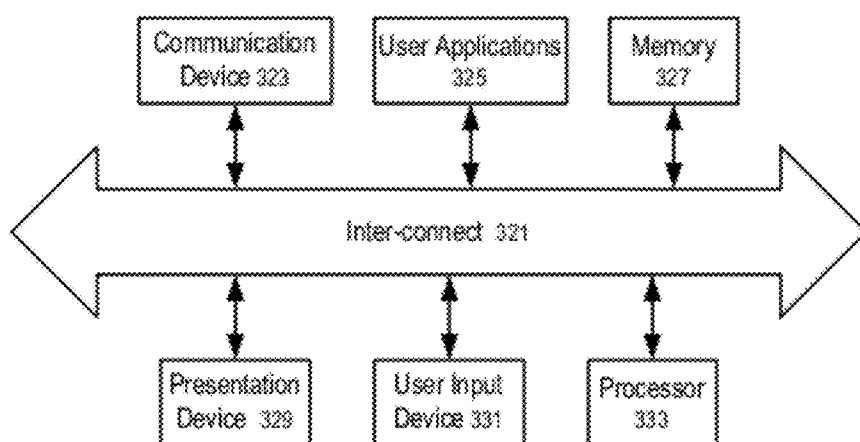 Communication
Device 323
User Applications
325
Memory
327
Inter-connect 321
Presentation
Device 329
User Input
Device 331
Processor
333